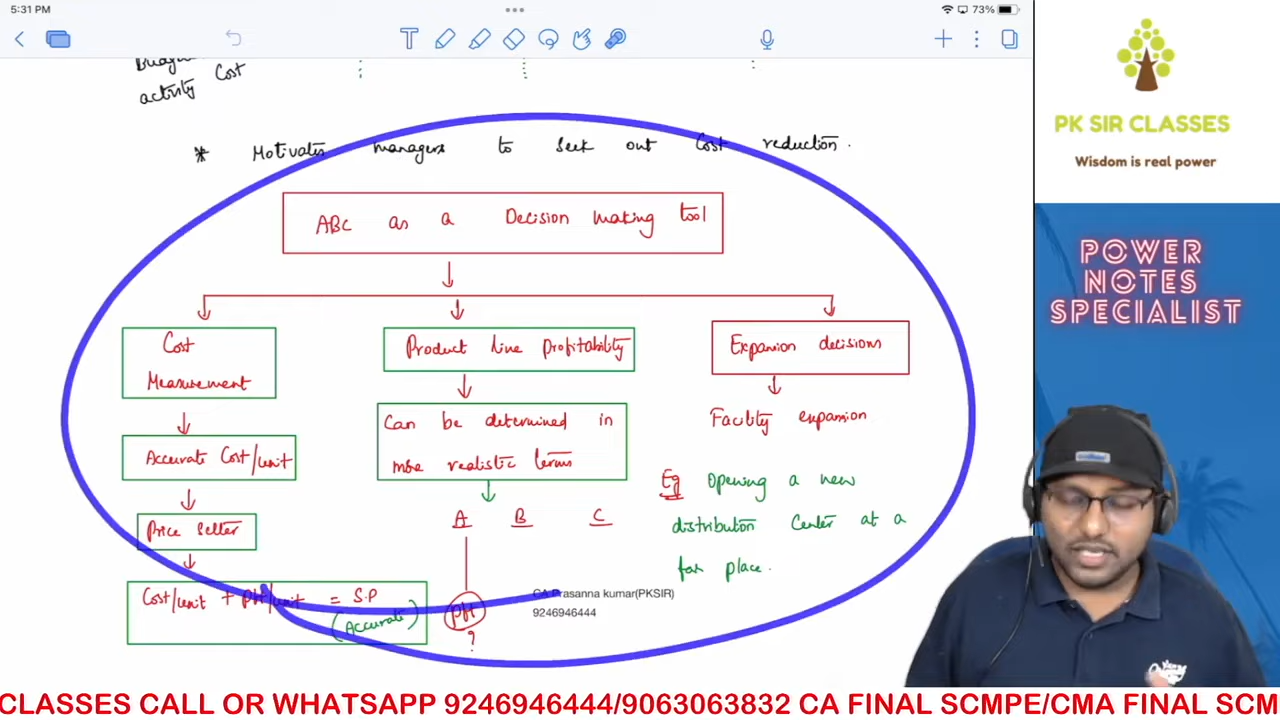 5:31 PM
73%
activity Cost
* Motivates managers to seek out Cost reduction.
ABC as a Decision making tool
Cost Measurement
Product line profitability
Expansion decisions
Accurate Cost/unit
Can be determined in
more realistic terms
Facility expansion
Price Setter
A B C
Eg Opening a new
distribution Center at a
far place.
Cost/unit + Pft/unit = S.P
(Accurate)
Pft
?
CA Prasanna kumar(PKSIR)
9246946444
PK SIR CLASSES
Wisdom is real power
POWER
NOTES
SPECIALIST
CLASSES CALL OR WHATSAPP 9246946444/9063063832 CA FINAL SCMPE/CMA FINAL SCM